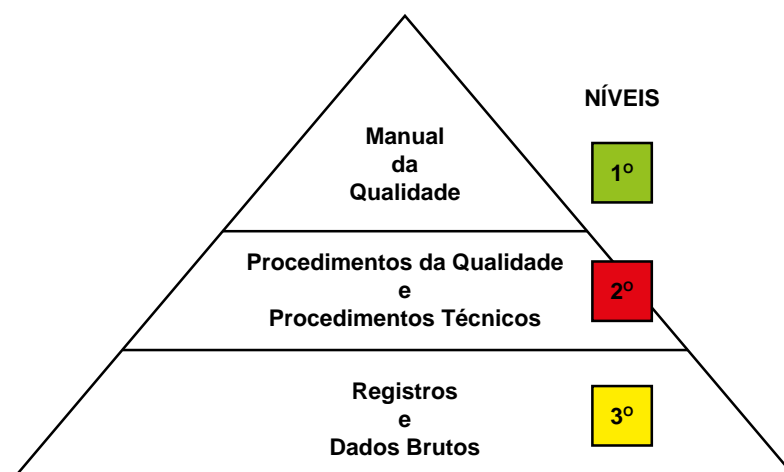 NÍVEIS
Manual
da
Qualidade
1º
Procedimentos da Qualidade
e
Procedimentos Técnicos
2º
Registros
e
Dados Brutos
3º